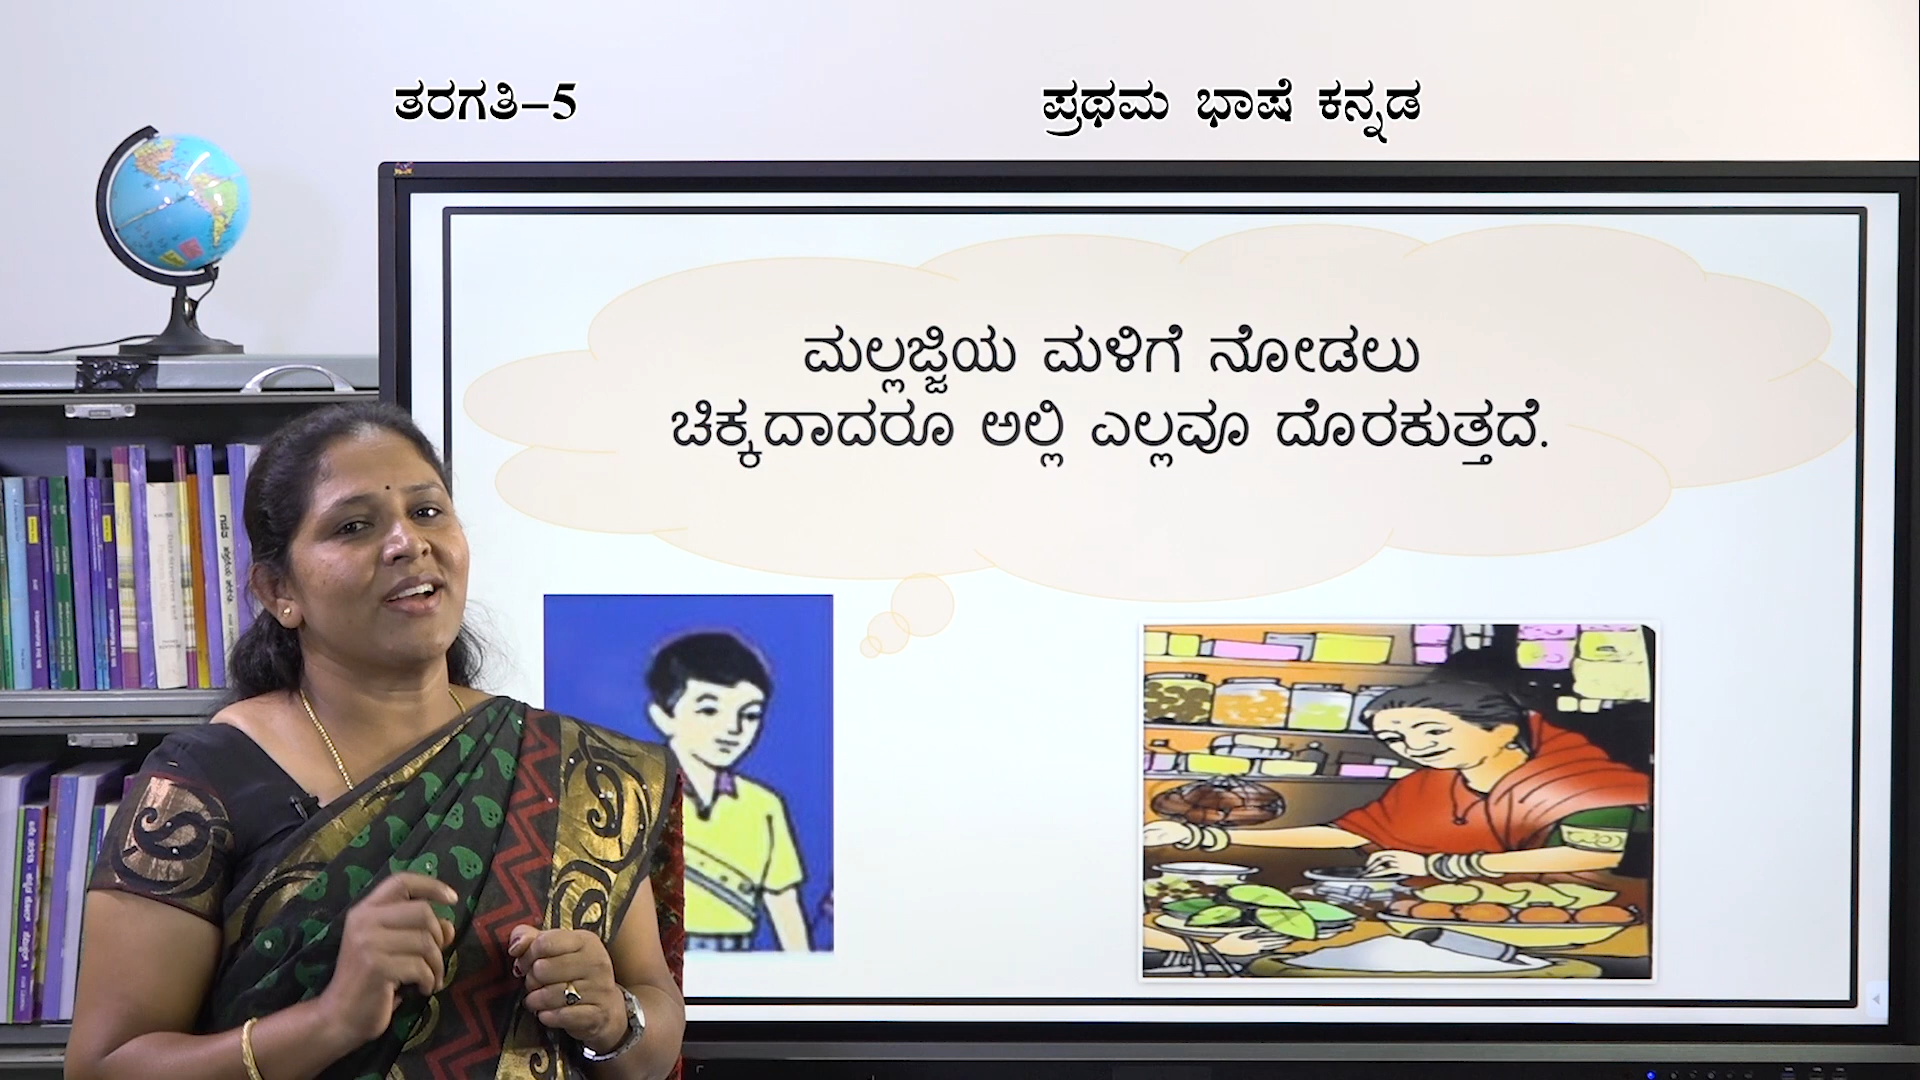 ತರಗತಿ–5
ಪ್ರಥಮ ಭಾಷೆ ಕನ್ನಡ
ಮಲ್ಲಜ್ಜಿಯ ಮಳಿಗೆ ನೋಡಲು
ಚಿಕ್ಕದಾದರೂ ಅಲ್ಲಿ ಎಲ್ಲವೂ ದೊರಕುತ್ತದೆ.